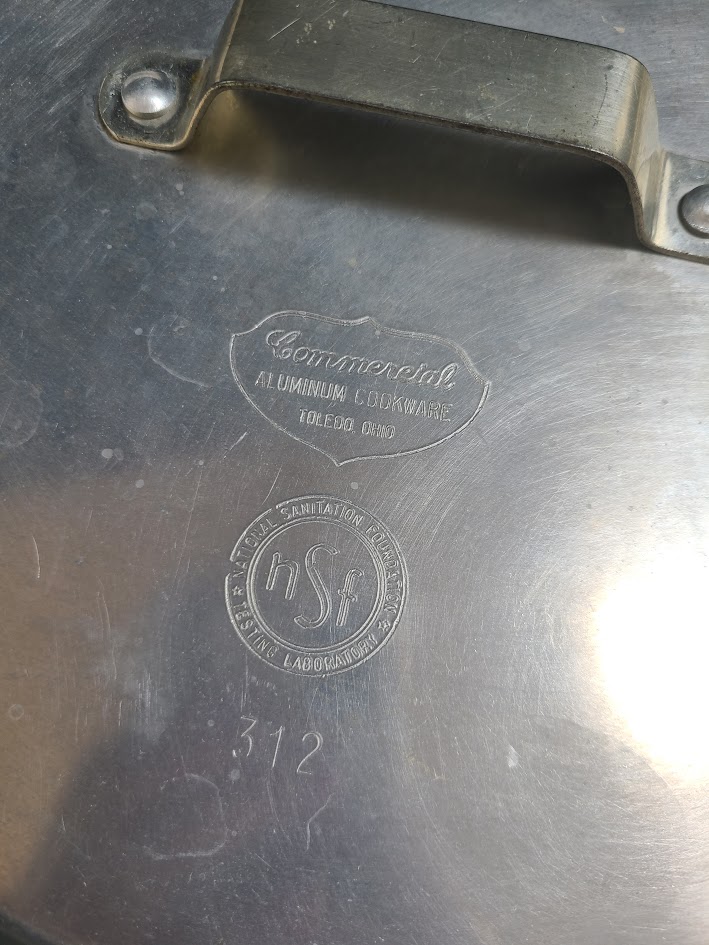 Commercial
ALUMINUM COOKWARE
TOLEDO, OHIO
NATIONAL SANITATION FOUNDATION
nSf
TESTING LABORATORY
312